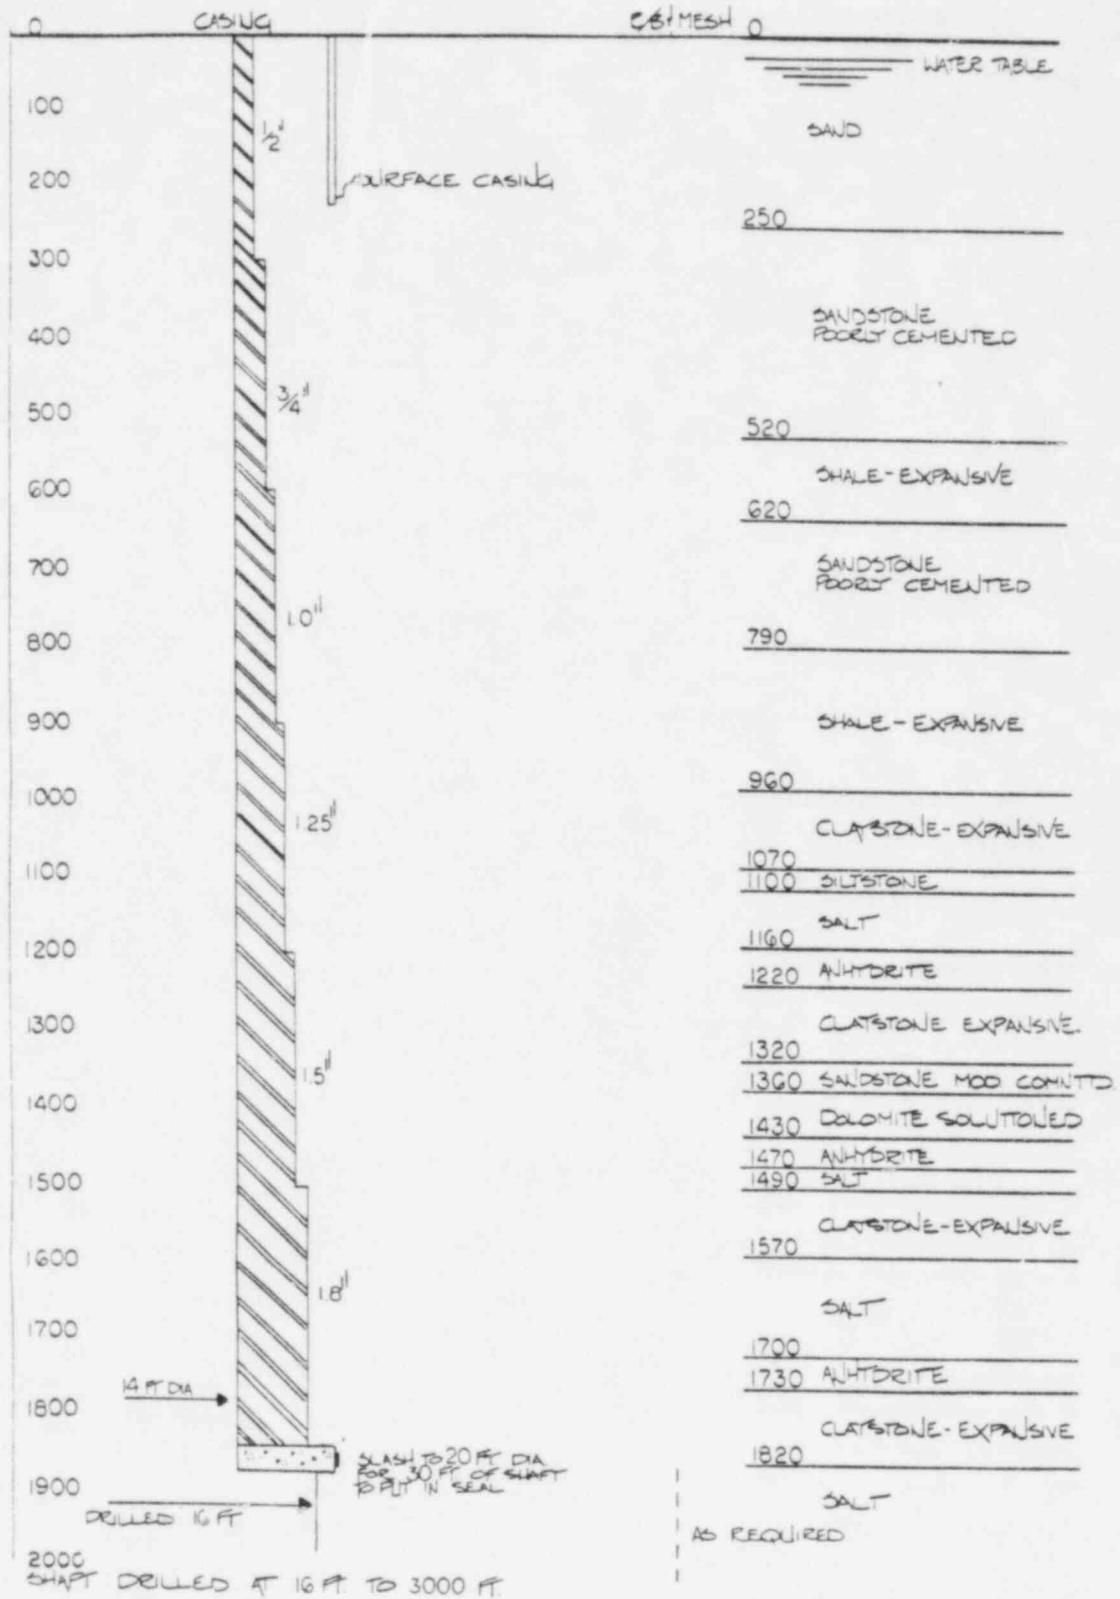 0 CASING MESH 0
WATER TABLE
100
SAND
1/2"
200
SURFACE CASING
250
300
SANDSTONE
POORLY CEMENTED
400
3/4"
500
520
SHALE-EXPANSIVE
600
620
700
SANDSTONE
POORLY CEMENTED
1.0"
800
790
900
SHALE-EXPANSIVE
960
1000
1.25"
CLAYSTONE-EXPANSIVE
1070
1100
1100 SILTSTONE
SALT
1160
1200
1220 ANHYDRITE
1300
CLAYSTONE EXPANSIVE
1320
1.5"
1360 SANDSTONE MOD COMNTD
1400
1430 DOLOMITE SOLUTIONED
1470 ANHYDRITE
1500
1490 SALT
CLAYSTONE-EXPANSIVE
1570
1600
1.8"
SALT
1700
1700
14 FT DIA
1730 ANHYDRITE
1800
CLAYSTONE-EXPANSIVE
1820
SLASH TO 20 FT DIA
FOR 30 FT OF SHAFT
TO PUT IN SEAL
1900
SALT
DRILLED 16 FT
AS REQUIRED
2000
SHAFT DRILLED AT 16 FT. TO 3000 FT.